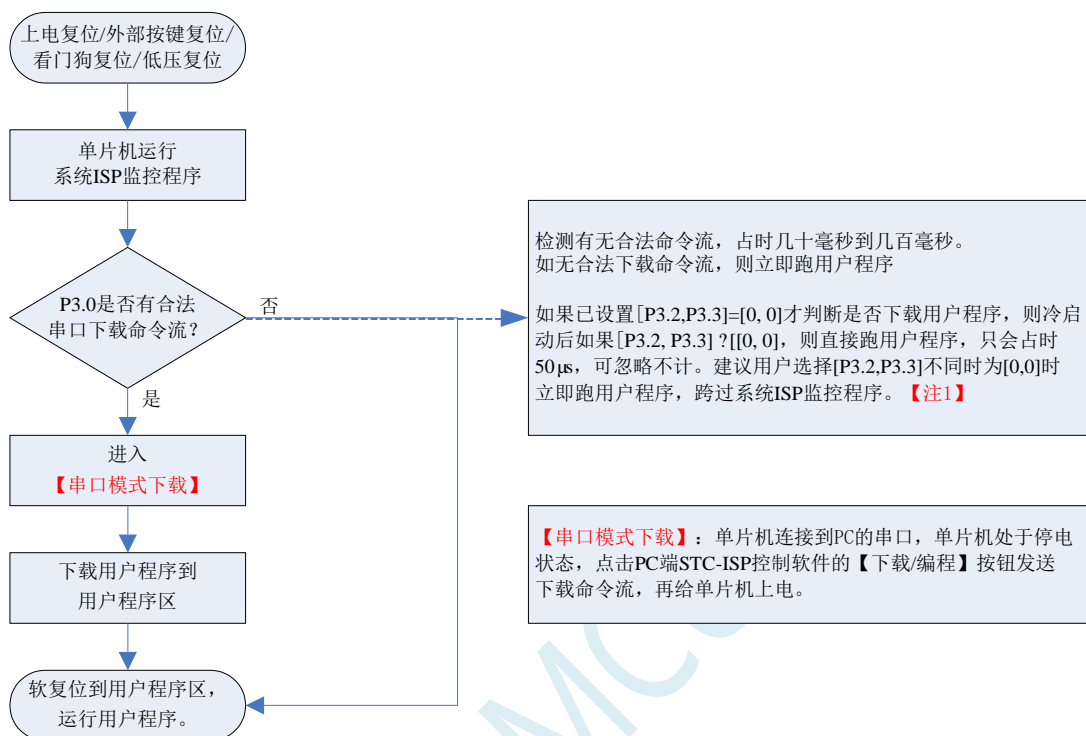 上电复位/外部按键复位/
看门狗复位/低压复位
单片机运行
系统ISP监控程序
P3.0是否有合法
串口下载命令流?
否
是
进入
【串口模式下载】
下载用户程序到
用户程序区
软复位到用户程序区,
运行用户程序。
检测有无合法命令流,占时几十毫秒到几百毫秒。
如无合法下载命令流,则立即跑用户程序
如果已设置[P3.2,P3.3]=[0, 0]才判断是否下载用户程序,则冷启
动后如果[P3.2, P3.3] ?[[0, 0],则直接跑用户程序,只会占时
50μs,可忽略不计。建议用户选择[P3.2,P3.3]不同时为[0,0]时
立即跑用户程序,跨过系统ISP监控程序。【注1】
【串口模式下载】:单片机连接到PC的串口,单片机处于停电
状态,点击PC端STC-ISP控制软件的【下载/编程】按钮发送
下载命令流,再给单片机上电。